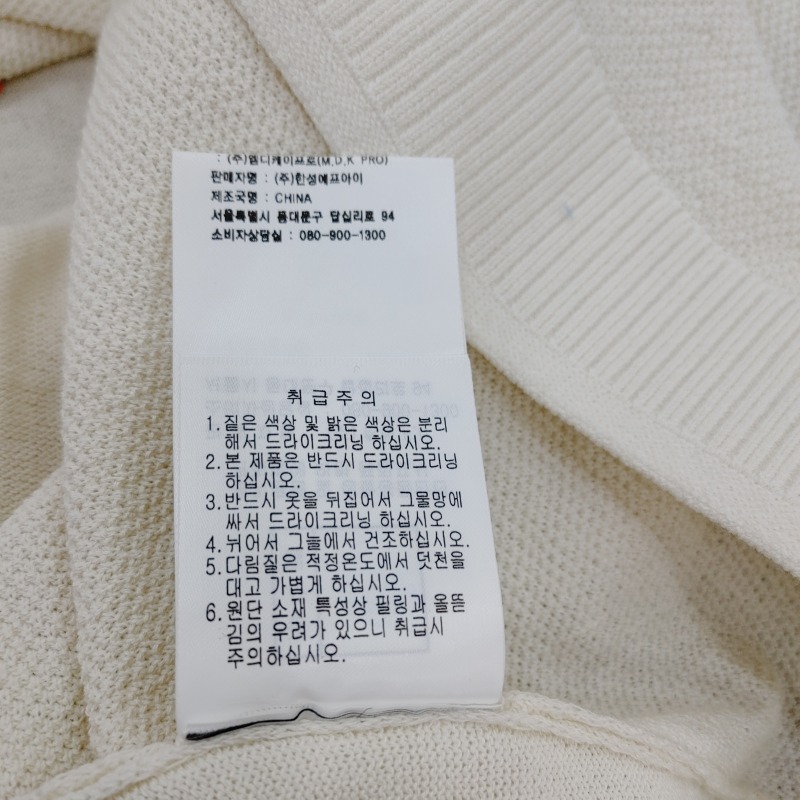 : (주)엠디케이프로(M.D.K PRO)
판매자명 : (주)한성에프아이
제조국명 : CHINA
서울특별시 동대문구 답십리로 94
소비자상담실 : 080-900-1300
취급주의
1. 짙은 색상 및 밝은 색상은 분리
해서 드라이크리닝 하십시오.
2. 본 제품은 반드시 드라이크리닝
하십시오.
3. 반드시 옷을 뒤집어서 그물망에
싸서 드라이크리닝 하십시오.
4. 뉘어서 그늘에서 건조하십시오.
5. 다림질은 적정온도에서 덧천을
대고 가볍게 하십시오.
6. 원단 소재 특성상 필링과 올뜯
김의 우려가 있으니 취급시
주의하십시오.